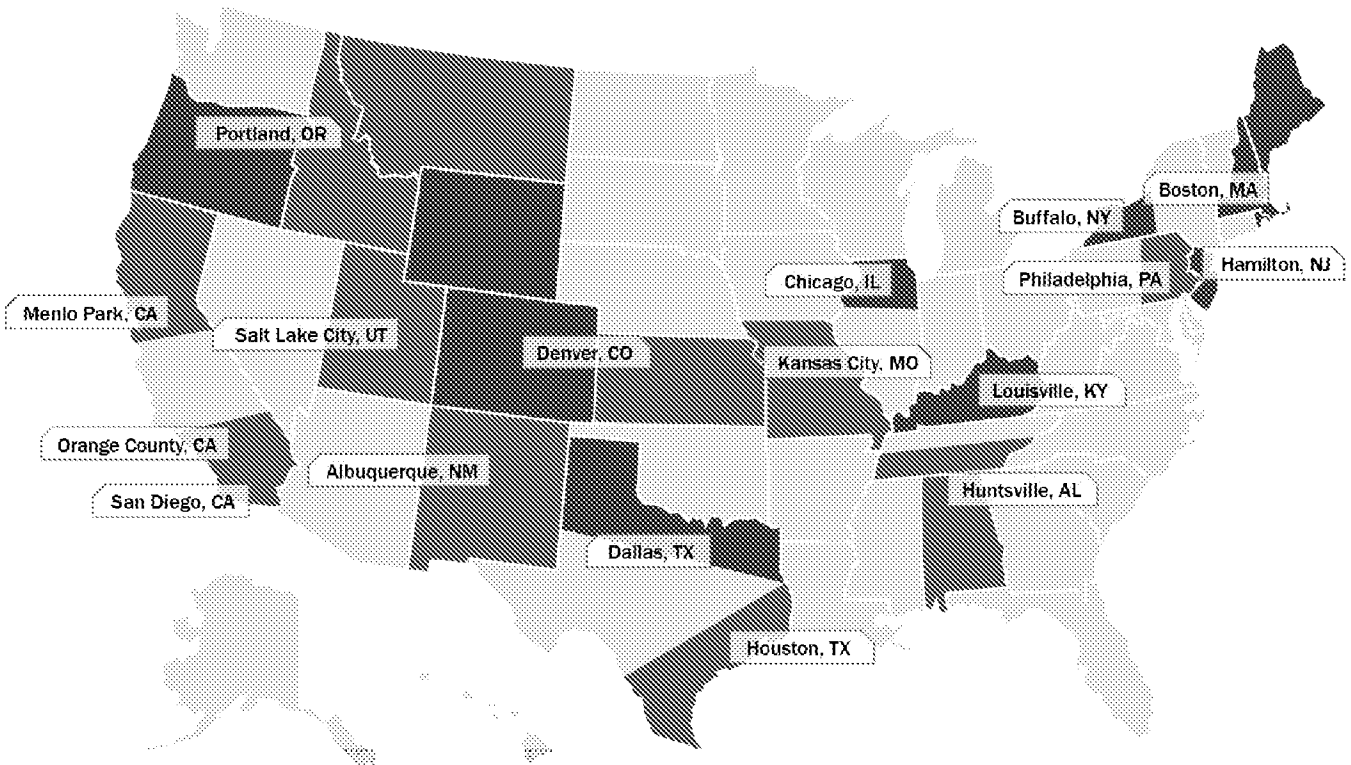 Portland, OR
Boston, MA
Buffalo, NY
Hamilton, NJ
Philadelphia, PA
Chicago, IL
Menlo Park, CA
Salt Lake City, UT
Denver, CO
Kansas City, MO
Louisville, KY
Orange County, CA
Albuquerque, NM
Huntsville, AL
San Diego, CA
Dallas, TX
Houston, TX